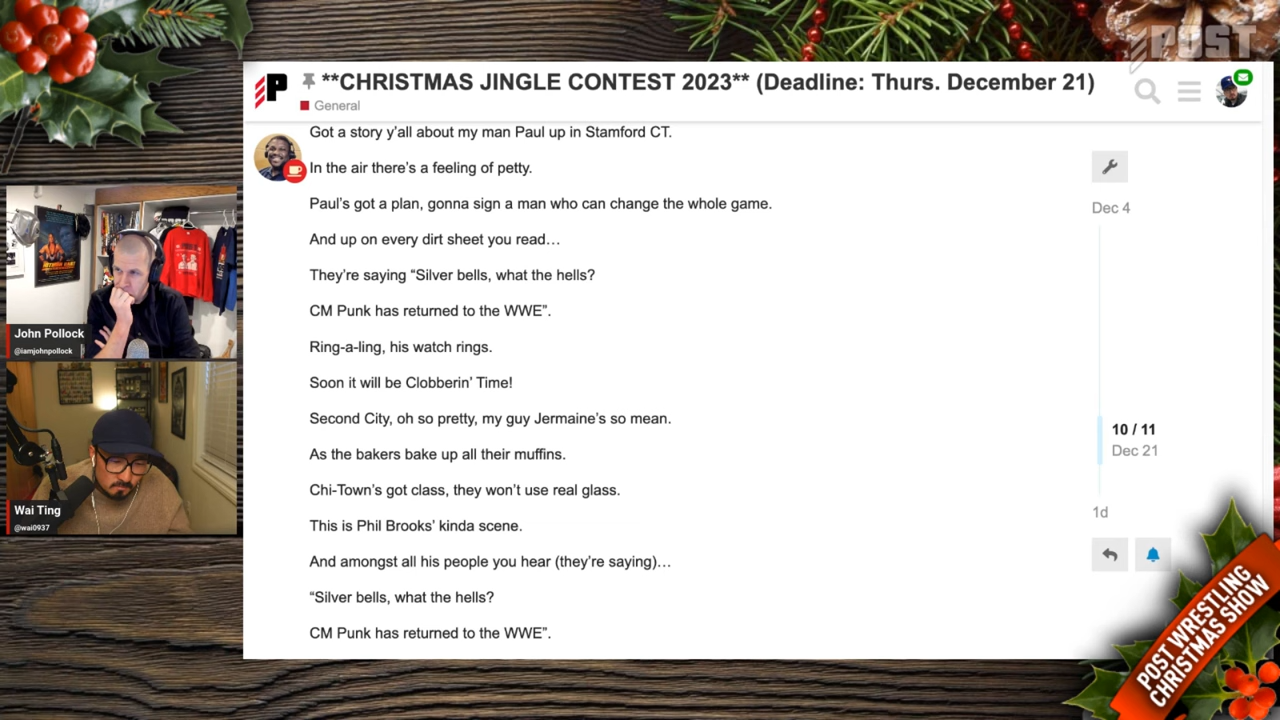 POST
P
**CHRISTMAS JINGLE CONTEST 2023** (Deadline: Thurs. December 21)
General
Got a story y'all about my man Paul up in Stamford CT.
In the air there's a feeling of petty.
Paul's got a plan, gonna sign a man who can change the whole game.
And up on every dirt sheet you read…
They're saying “Silver bells, what the hells?
CM Punk has returned to the WWE”.
Ring-a-ling, his watch rings.
Soon it will be Clobberin' Time!
Second City, oh so pretty, my guy Jermaine's so mean.
As the bakers bake up all their muffins.
Chi-Town's got class, they won't use real glass.
This is Phil Brooks' kinda scene.
And amongst all his people you hear (they're saying)…
“Silver bells, what the hells?
CM Punk has returned to the WWE”.
Dec 4
10 / 11
Dec 21
1d
John Pollock
@iamjohnpollock
Wai Ting
@wai0937
POST WRESTLING
CHRISTMAS SHOW